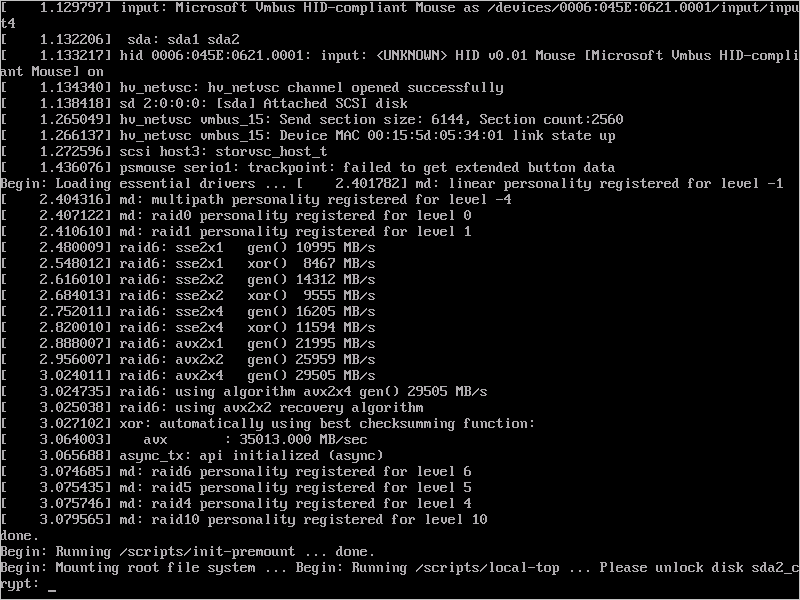 [    1.129797] input: Microsoft Vmbus HID-compliant Mouse as /devices/0006:045E:0621.0001/input/inpu
t4
[    1.132206]  sda: sda1 sda2
[    1.133217] hid 0006:045E:0621.0001: input: <UNKNOWN> HID v0.01 Mouse [Microsoft Vmbus HID-compli
ant Mouse] on
[    1.134340] hv_netvsc: hv_netvsc channel opened successfully
[    1.138418] sd 2:0:0:0: [sda] Attached SCSI disk
[    1.265049] hv_netvsc vmbus_15: Send section size: 6144, Section count:2560
[    1.266137] hv_netvsc vmbus_15: Device MAC 00:15:5d:05:34:01 link state up
[    1.272596] scsi host3: storvsc_host_t
[    1.436076] psmouse serio1: trackpoint: failed to get extended button data
Begin: Loading essential drivers ... [    2.401782] md: linear personality registered for level -1
[    2.404316] md: multipath personality registered for level -4
[    2.407122] md: raid0 personality registered for level 0
[    2.410610] md: raid1 personality registered for level 1
[    2.480009] raid6: sse2x1   gen() 10995 MB/s
[    2.548012] raid6: sse2x1   xor()  8467 MB/s
[    2.616010] raid6: sse2x2   gen() 14312 MB/s
[    2.684013] raid6: sse2x2   xor()  9555 MB/s
[    2.752011] raid6: sse2x4   gen() 16205 MB/s
[    2.820010] raid6: sse2x4   xor() 11594 MB/s
[    2.888007] raid6: avx2x1   gen() 21995 MB/s
[    2.956007] raid6: avx2x2   gen() 25959 MB/s
[    3.024011] raid6: avx2x4   gen() 29505 MB/s
[    3.024735] raid6: using algorithm avx2x4 gen() 29505 MB/s
[    3.025038] raid6: using avx2x2 recovery algorithm
[    3.027102] xor: automatically using best checksumming function:
[    3.064003]    avx       : 35013.000 MB/sec
[    3.065688] async_tx: api initialized (async)
[    3.074685] md: raid6 personality registered for level 6
[    3.075435] md: raid5 personality registered for level 5
[    3.075746] md: raid4 personality registered for level 4
[    3.079565] md: raid10 personality registered for level 10
done.
Begin: Running /scripts/init-premount ... done.
Begin: Mounting root file system ... Begin: Running /scripts/local-top ... Please unlock disk sda2_c
rypt: _